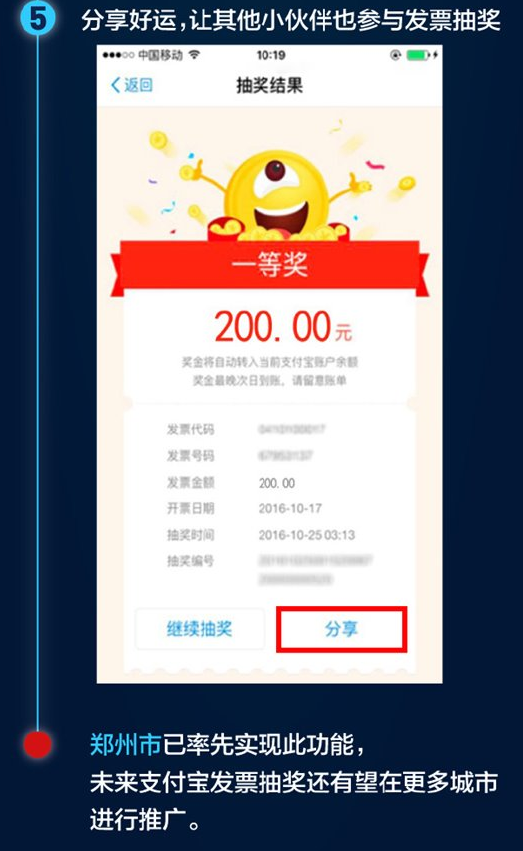 5 分享好运,让其他小伙伴也参与发票抽奖
中国移动 10:19
返回 抽奖结果
一等奖
200.00元
奖金将自动转入当前支付宝账户余额
奖金最晚次日到账，请留意账单
发票代码
发票号码
发票金额 200.00
开票日期 2016-10-17
抽奖时间 2016-10-25 03:13
抽奖编号
继续抽奖 分享
郑州市已率先实现此功能，
未来支付宝发票抽奖还有望在更多城市
进行推广。